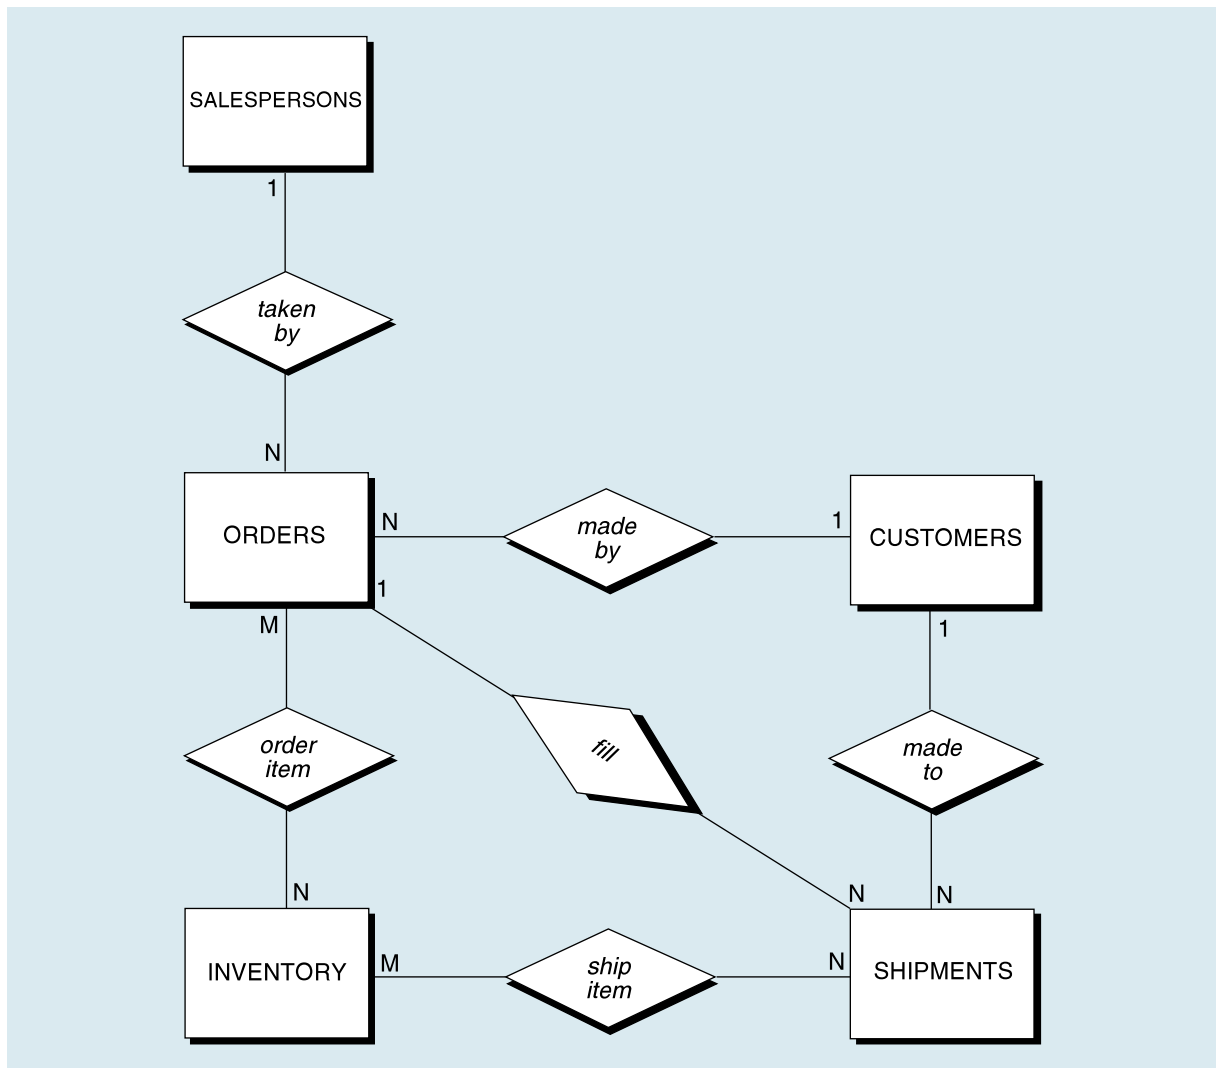 SALESPERSONS
1
taken
by
N
ORDERS
N
made
by
1
CUSTOMERS
1
M
1
order
item
fill
made
to
N
N
N
INVENTORY
M
ship
item
N
SHIPMENTS